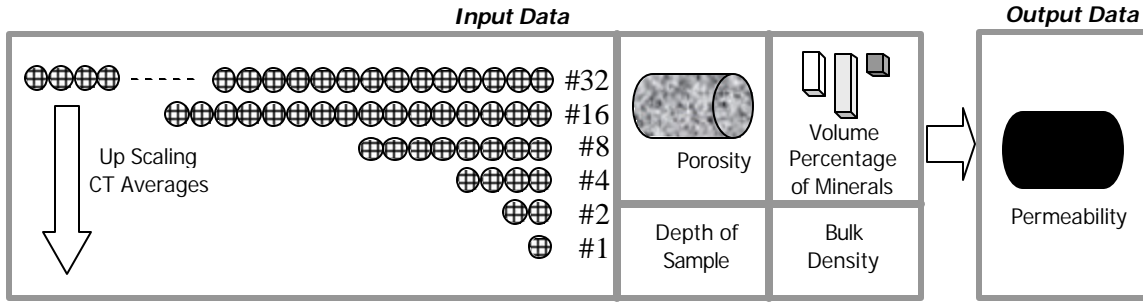 Input Data
Output Data
#32
#16
#8
#4
#2
#1
Up Scaling
CT Averages
Porosity
Volume
Percentage
of Minerals
Depth of
Sample
Bulk
Density
Permeability